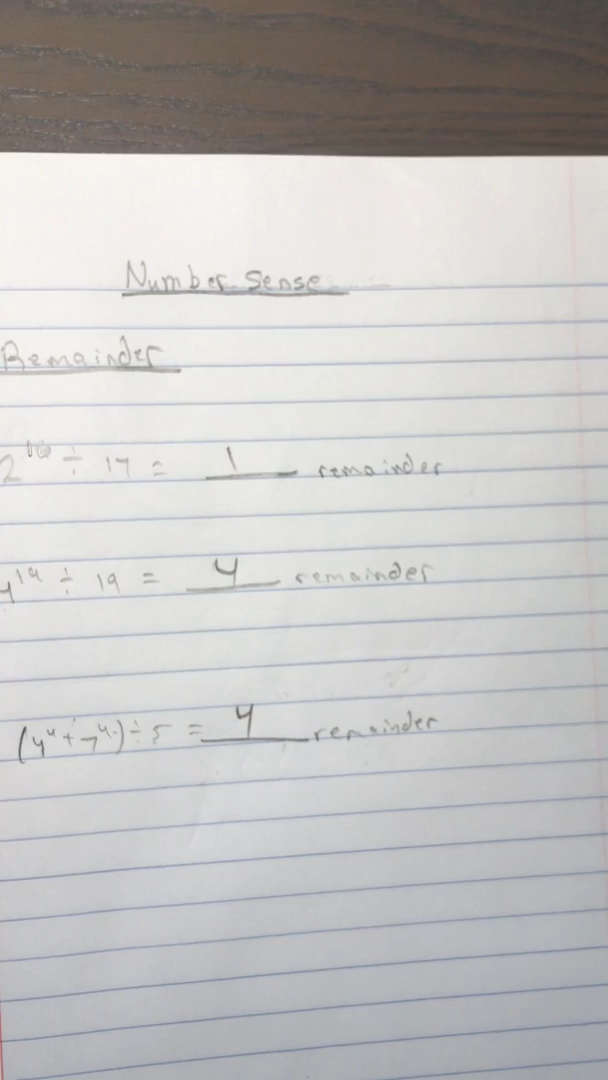 Number Sense
Remainder
2^16 ÷ 17 = 1 remainder
4^19 ÷ 19 = 4 remainder
(4^4 + 7^4) ÷ 5 = 4 remainder